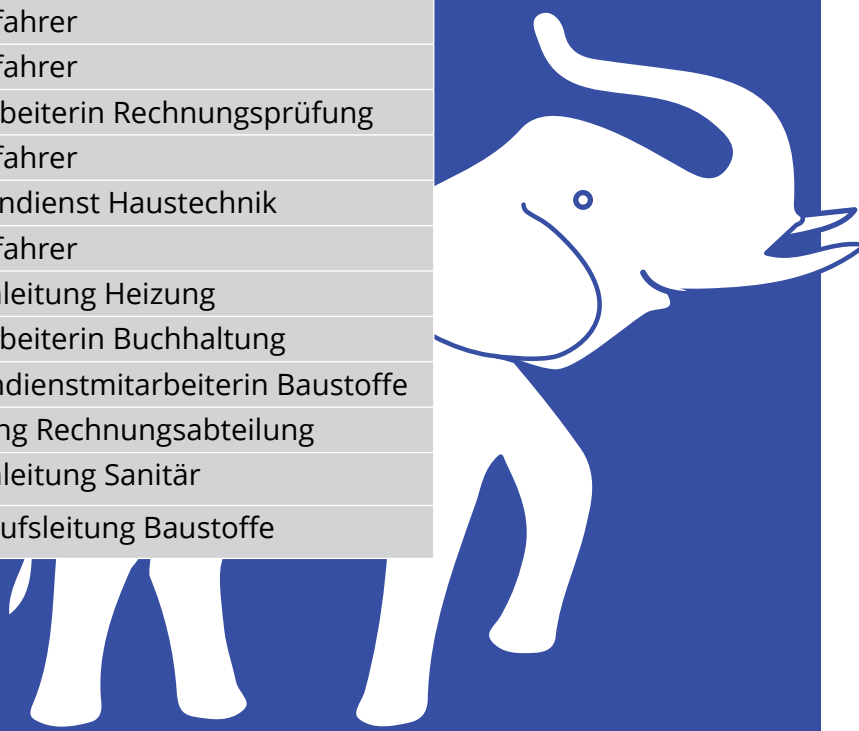 fahrer
fahrer
beiterin Rechnungsprüfung
fahrer
ndienst Haustechnik
fahrer
leitung Heizung
beiterin Buchhaltung
ndienstmitarbeiterin Baustoffe
ng Rechnungsabteilung
leitung Sanitär
ufsleitung Baustoffe